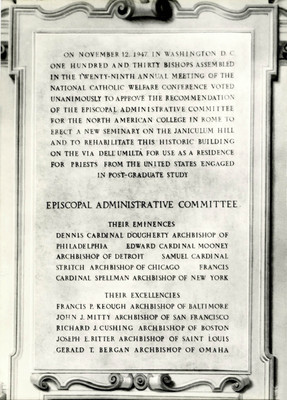 ON NOVEMBER 12, 1947 IN WASHINGTON D. C.
ONE HUNDRED AND THIRTY BISHOPS ASSEMBLED
IN THE TWENTY-NINTH ANNUAL MEETING OF THE
NATIONAL CATHOLIC WELFARE CONFERENCE VOTED
UNANIMOUSLY TO APPROVE THE RECOMMENDATION
OF THE EPISCOPAL ADMINISTRATIVE COMMITTEE
FOR THE NORTH AMERICAN COLLEGE IN ROME TO
ERECT A NEW SEMINARY ON THE JANICULUM HILL
AND TO REHABILITATE THIS HISTORIC BUILDING
ON THE VIA DELL'UMILTÀ FOR USE AS A RESIDENCE
FOR PRIESTS FROM THE UNITED STATES ENGAGED
IN POST-GRADUATE STUDY
EPISCOPAL ADMINISTRATIVE COMMITTEE
THEIR EMINENCES
DENNIS CARDINAL DOUGHERTY ARCHBISHOP OF
PHILADELPHIA EDWARD CARDINAL MOONEY
ARCHBISHOP OF DETROIT SAMUEL CARDINAL
STRITCH ARCHBISHOP OF CHICAGO FRANCIS
CARDINAL SPELLMAN ARCHBISHOP OF NEW YORK
THEIR EXCELLENCIES
FRANCIS P. KEOUGH ARCHBISHOP OF BALTIMORE
JOHN J. MITTY ARCHBISHOP OF SAN FRANCISCO
RICHARD J. CUSHING ARCHBISHOP OF BOSTON
JOSEPH E. RITTER ARCHBISHOP OF SAINT LOUIS
GERALD T. BERGAN ARCHBISHOP OF OMAHA